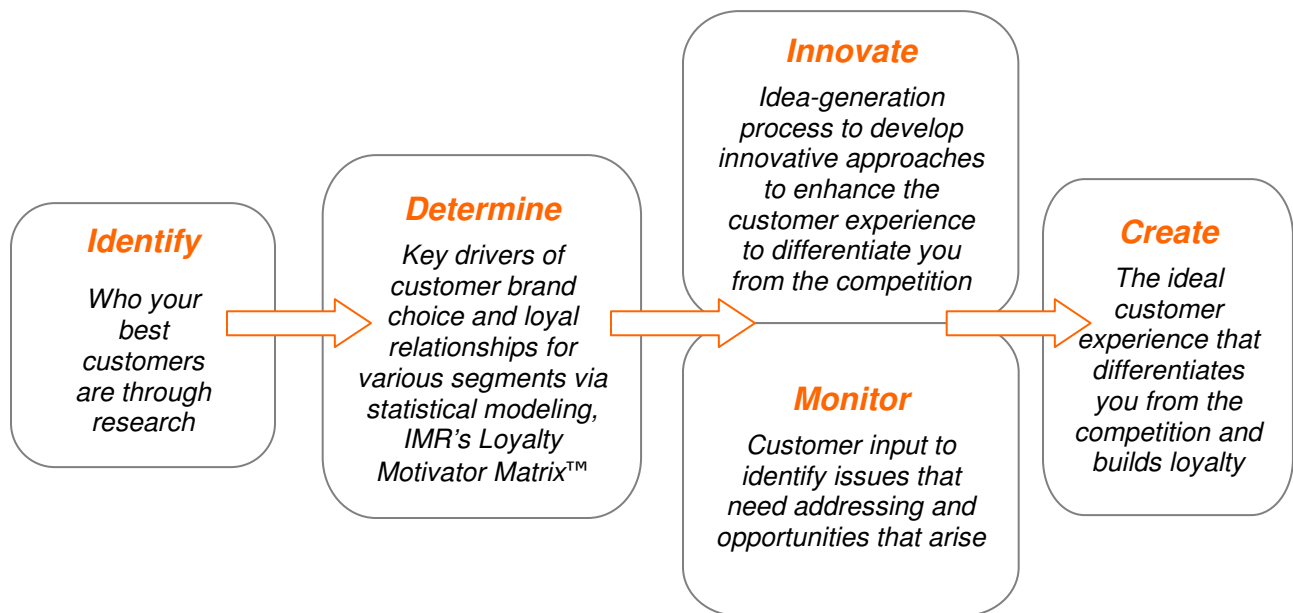 Identify
Who your
best
customers
are through
research
Determine
Key drivers of
customer brand
choice and loyal
relationships for
various segments via
statistical modeling,
IMR's Loyalty
Motivator Matrix™
Innovate
Idea-generation
process to develop
innovative approaches
to enhance the
customer experience
to differentiate you
from the competition
Monitor
Customer input to
identify issues that
need addressing and
opportunities that arise
Create
The ideal
customer
experience that
differentiates
you from the
competition and
builds loyalty